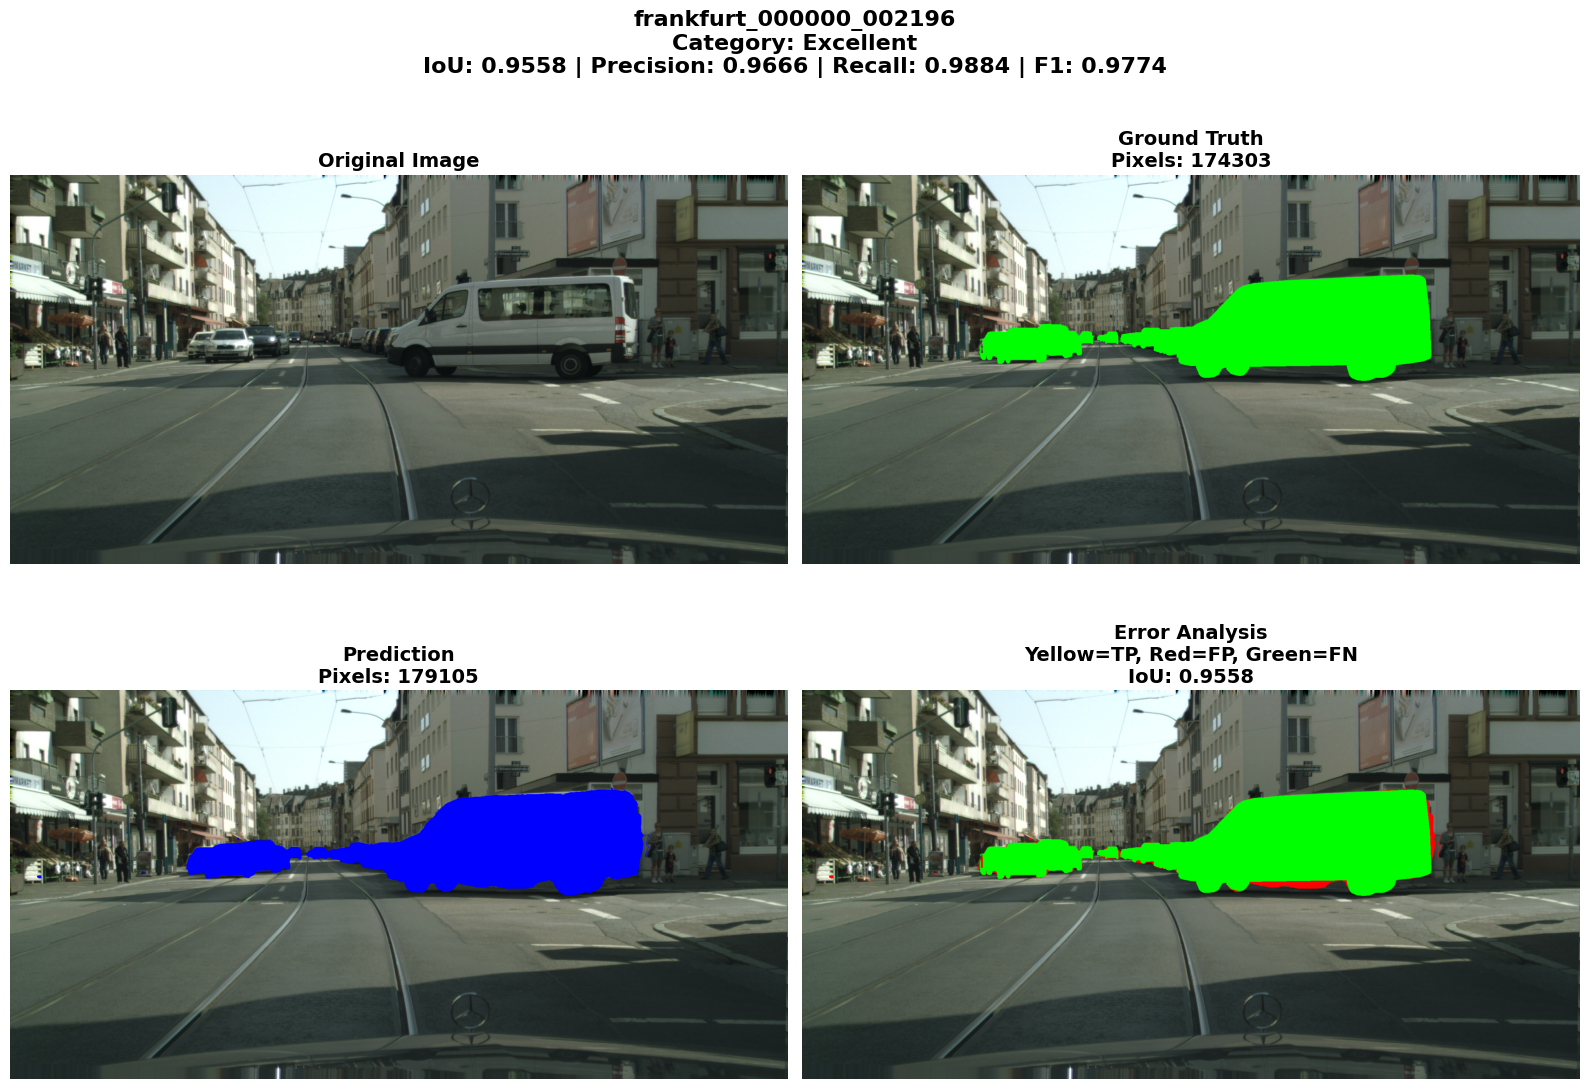 frankfurt_000000_002196
Category: Excellent
IoU: 0.9558 | Precision: 0.9666 | Recall: 0.9884 | F1: 0.9774
Original Image
Ground Truth
Pixels: 174303
Prediction
Pixels: 179105
Error Analysis
Yellow=TP, Red=FP, Green=FN
IoU: 0.9558